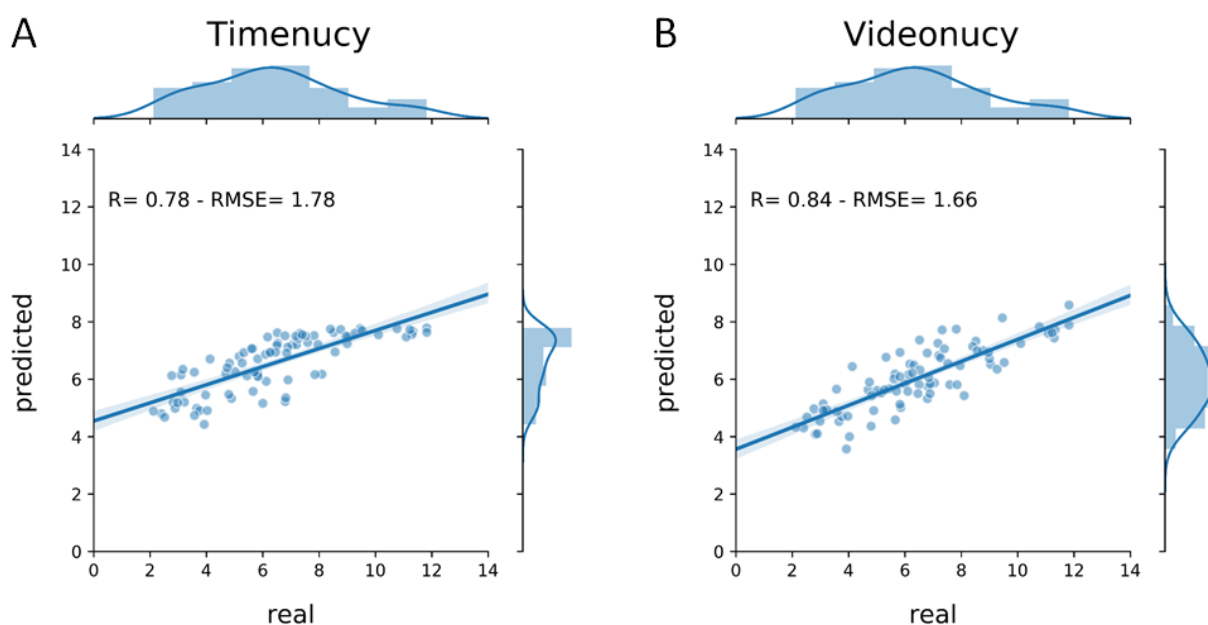 A
Timenucy
14
12
10
8
6
4
2
0
R= 0.78 - RMSE= 1.78
predicted
0 2 4 6 8 10 12 14
real
B
Videonucy
14
12
10
8
6
4
2
0
R= 0.84 - RMSE= 1.66
predicted
0 2 4 6 8 10 12 14
real